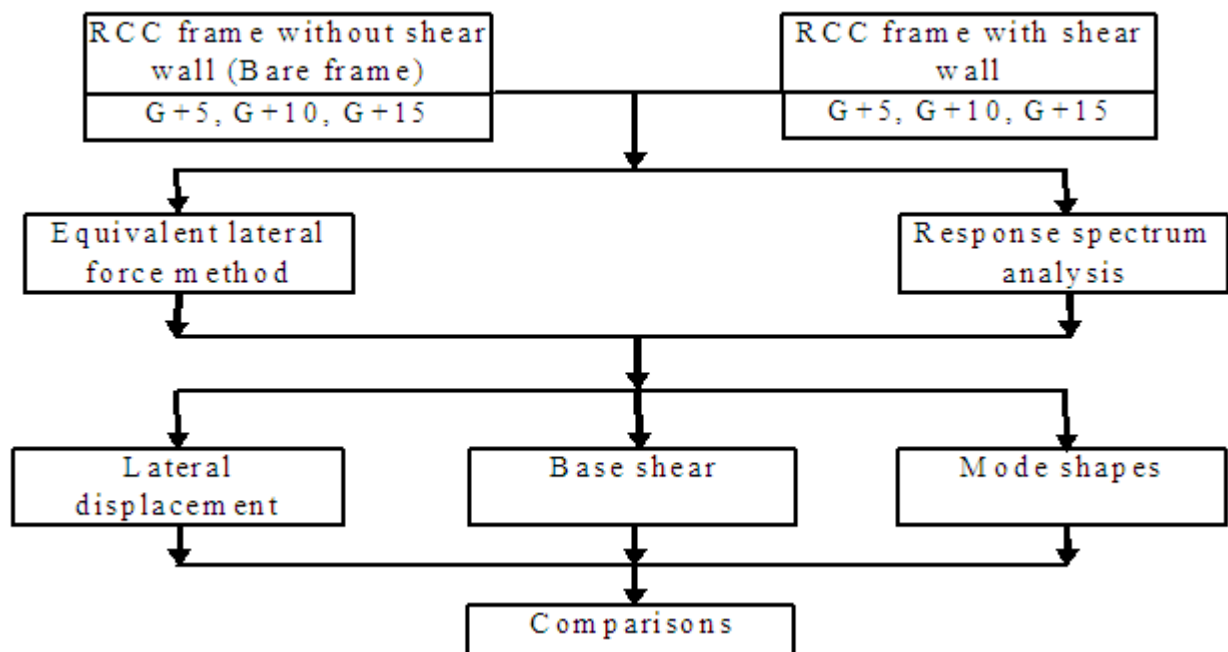 RCC frame without shear
wall (Bare frame)
G+5, G+10, G+15
RCC frame with shear
wall
G+5, G+10, G+15
Equivalent lateral
force method
Response spectrum
analysis
Lateral
displacement
Base shear
Mode shapes
Comparisons